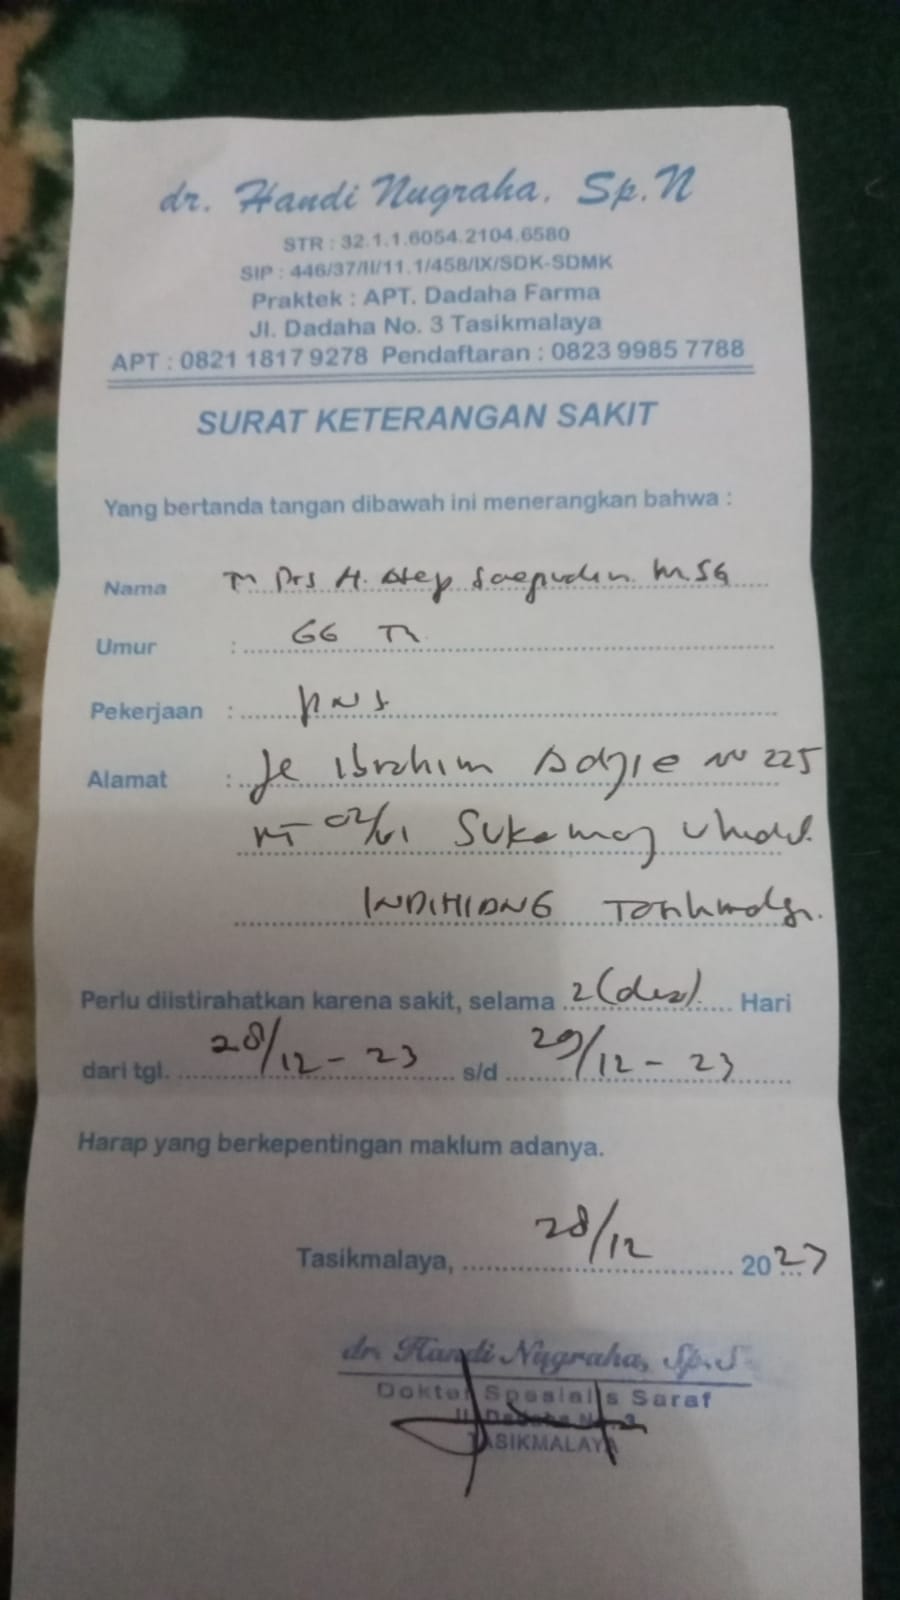 dr. Handi Nugraha, Sp.N
STR : 32.1.1.6054.2104.6580
SIP : 446/37/II/11.1/458/IX/SDK-SDMK
Praktek : APT. Dadaha Farma
Jl. Dadaha No. 3 Tasikmalaya
APT : 0821 1817 9278 Pendaftaran : 0823 9985 7788
SURAT KETERANGAN SAKIT
Yang bertanda tangan dibawah ini menerangkan bahwa :
Nama Tn Drs H. Atep Saepudin
Umur : 66 Th
Pekerjaan : PNS
Alamat : Jl Ibrahim Adjie No 225
RT 02/01
INDIHIANG
Perlu diistirahatkan karena sakit, selama 2 (dua) Hari
dari tgl. 28/12-23 s/d 29/12-23
Harap yang berkepentingan maklum adanya.
Tasikmalaya, 28/12 2023
dr. Handi Nugraha, Sp.S
Dokter Spesialis Saraf
Jl. Dadaha No. 3
TASIKMALAYA